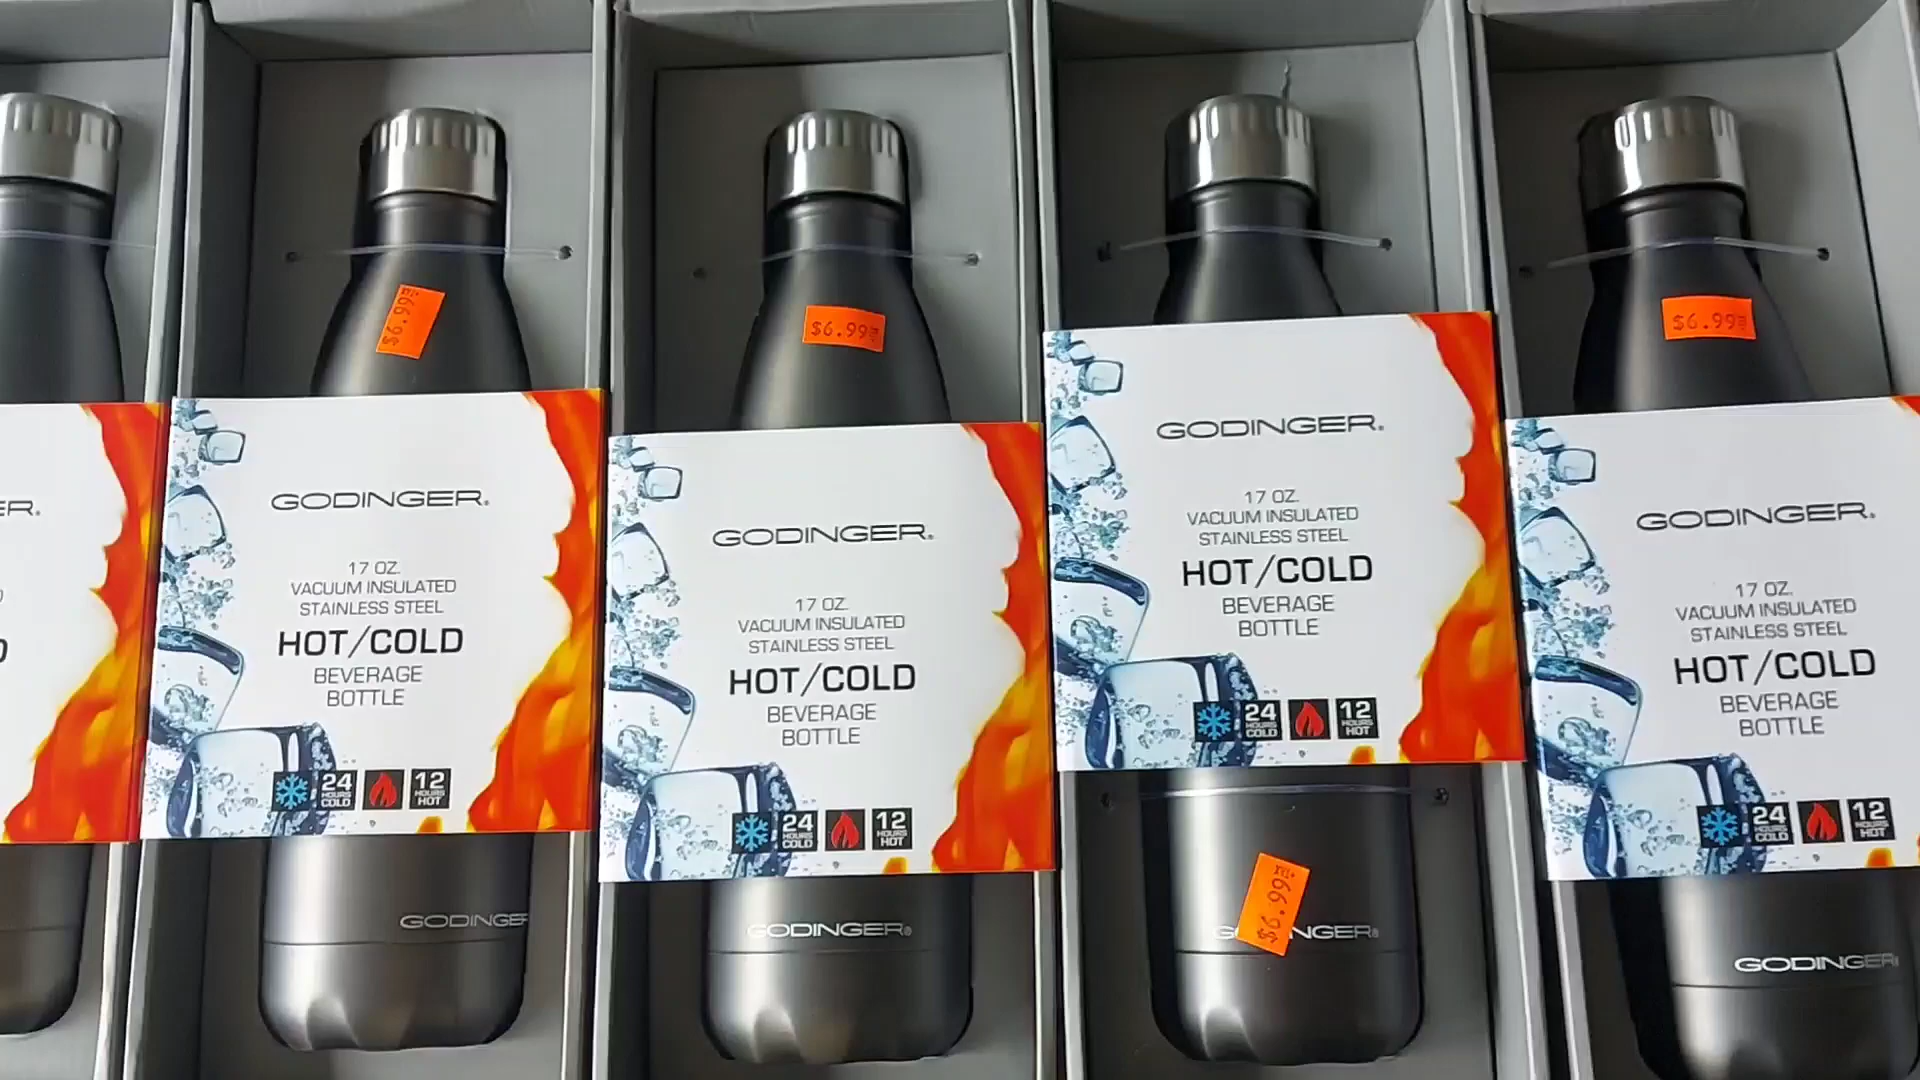 ER®
$6.99
GODINGER®
17 OZ.
VACUUM INSULATED
STAINLESS STEEL
HOT/COLD
BEVERAGE
BOTTLE
24 HOURS COLD
12 HOURS HOT
GODINGER
$6.99
GODINGER®
17 OZ.
VACUUM INSULATED
STAINLESS STEEL
HOT/COLD
BEVERAGE
BOTTLE
24 HOURS COLD
12 HOURS HOT
GODINGER®
GODINGER®
17 OZ.
VACUUM INSULATED
STAINLESS STEEL
HOT/COLD
BEVERAGE
BOTTLE
24 HOURS COLD
12 HOURS HOT
$6.99
NGER®
$6.99
GODINGER®
17 OZ.
VACUUM INSULATED
STAINLESS STEEL
HOT/COLD
BEVERAGE
BOTTLE
24 HOURS COLD
12 HOURS HOT
GODINGER